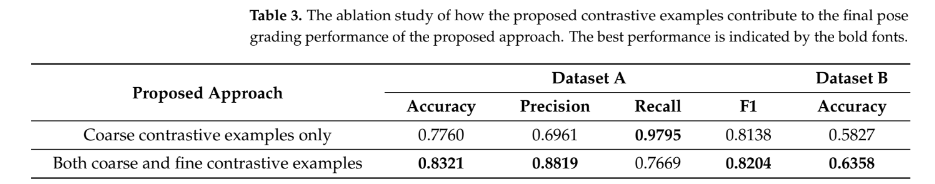 Table 3. The ablation study of how the proposed contrastive examples contribute to the final pose
grading performance of the proposed approach. The best performance is indicated by the bold fonts.
Proposed Approach Dataset A Dataset B
Accuracy Precision Recall F1 Accuracy
Coarse contrastive examples only 0.7760 0.6961 0.9795 0.8138 0.5827
Both coarse and fine contrastive examples 0.8321 0.8819 0.7669 0.8204 0.6358